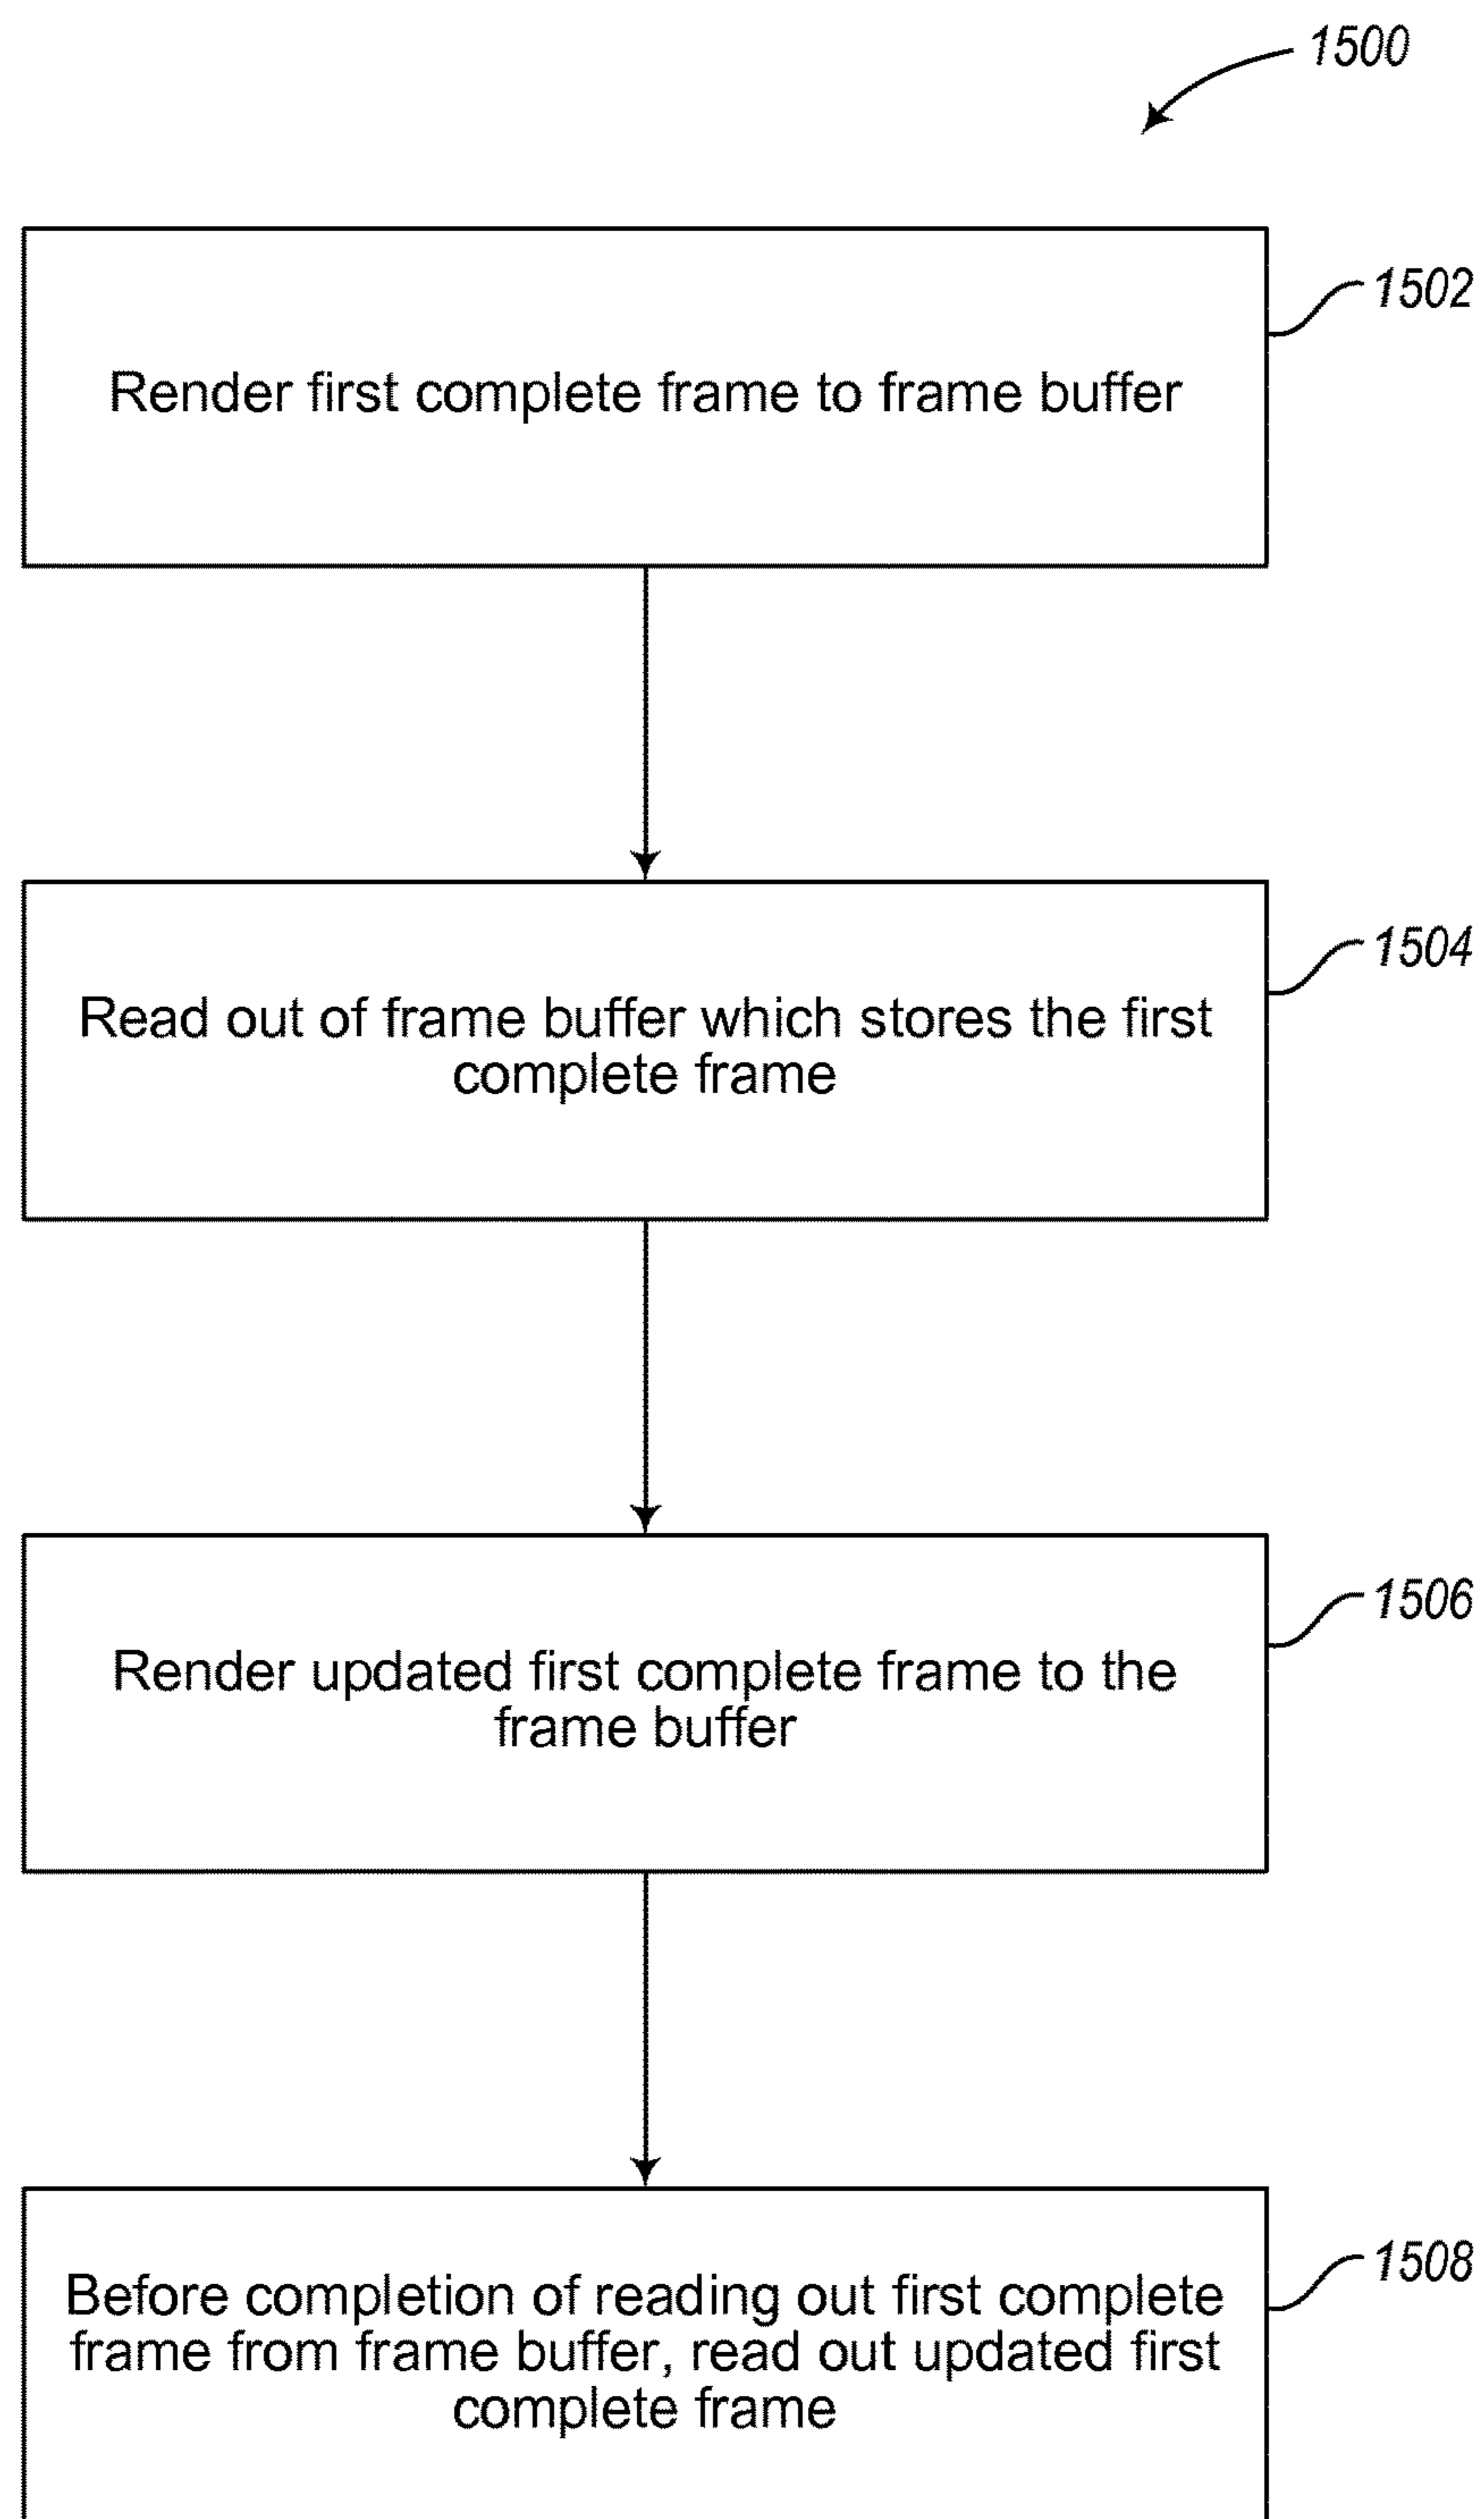 1500
1502
Render first complete frame to frame buffer
1504
Read out of frame buffer which stores the first
complete frame
1506
Render updated first complete frame to the
frame buffer
1508
Before completion of reading out first complete
frame from frame buffer, read out updated first
complete frame